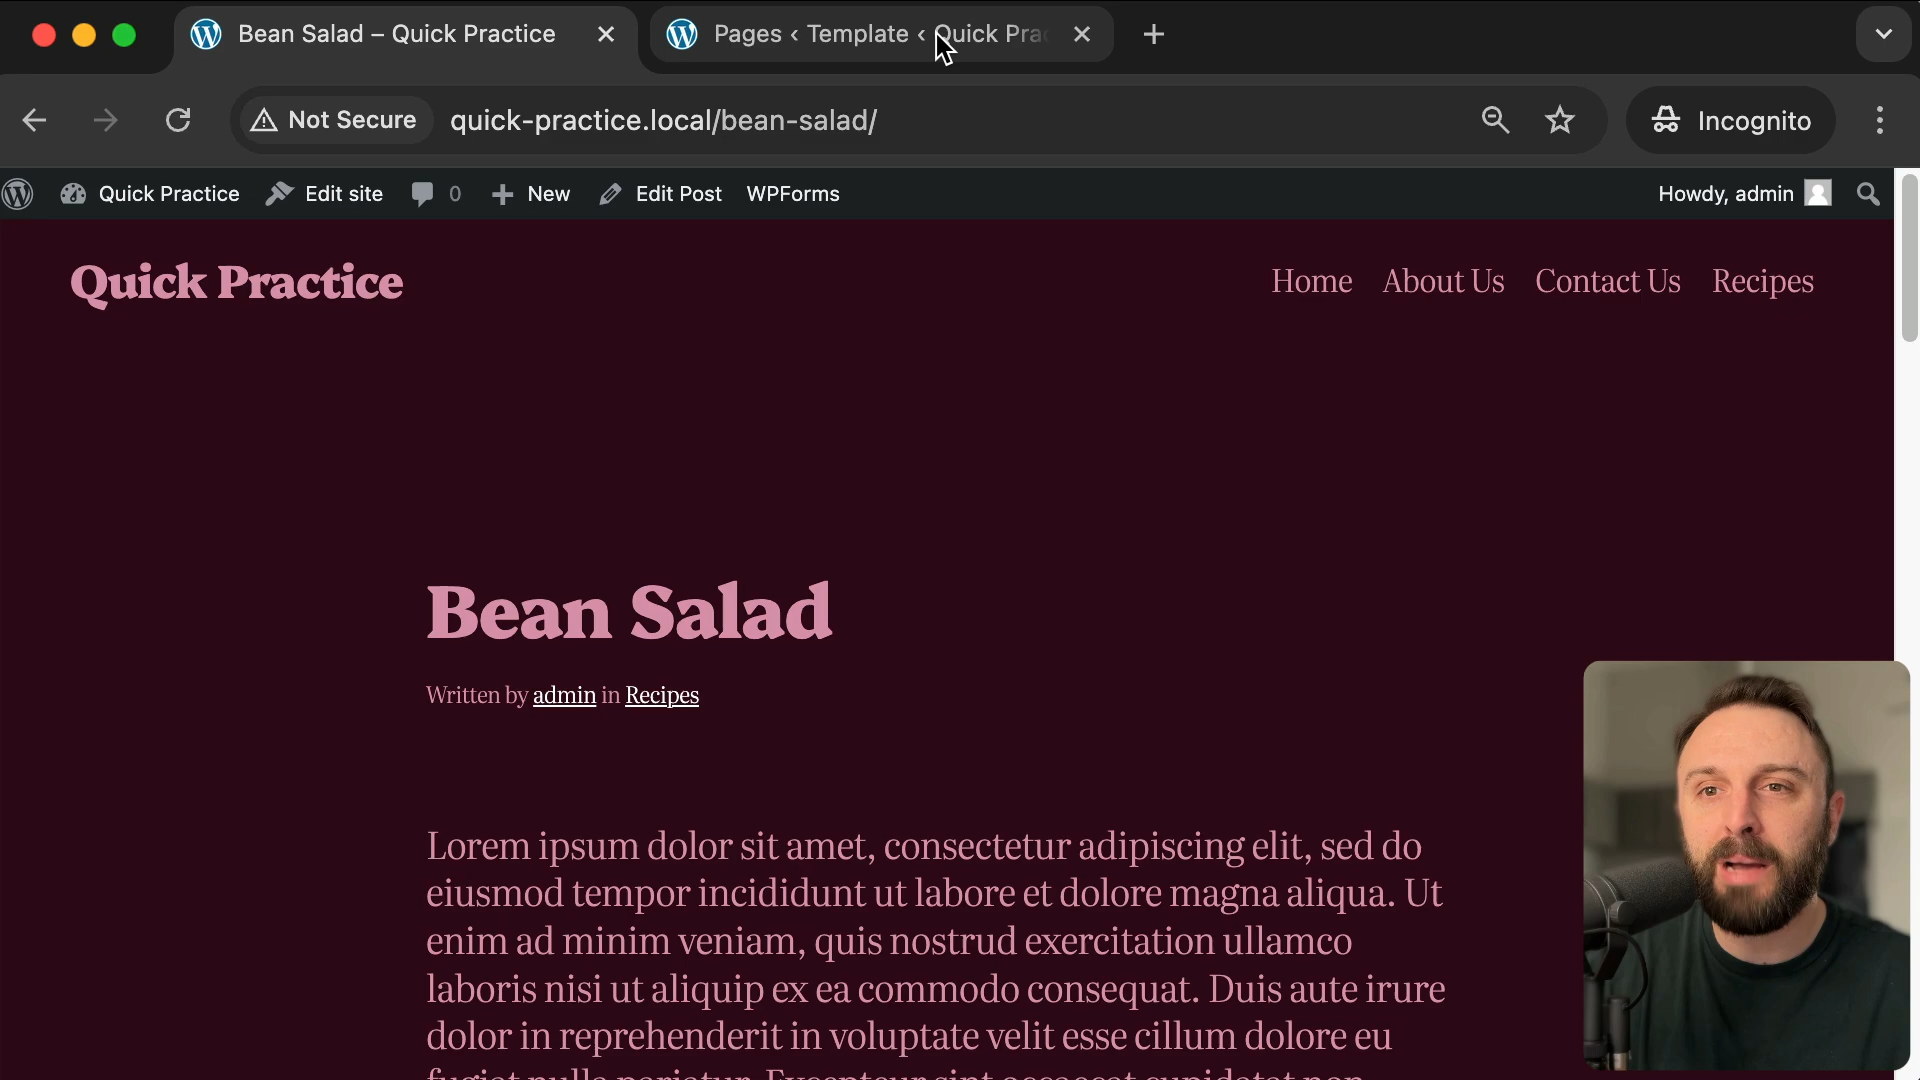 Bean Salad – Quick Practice
Pages ‹ Template ‹ Quick Prac
Not Secure quick-practice.local/bean-salad/ Incognito
Quick Practice Edit site 0 New Edit Post WPForms Howdy, admin
Quick Practice
Home About Us Contact Us Recipes
Bean Salad
Written by admin in Recipes
Lorem ipsum dolor sit amet, consectetur adipiscing elit, sed do
eiusmod tempor incididunt ut labore et dolore magna aliqua. Ut
enim ad minim veniam, quis nostrud exercitation ullamco
laboris nisi ut aliquip ex ea commodo consequat. Duis aute irure
dolor in reprehenderit in voluptate velit esse cillum dolore eu